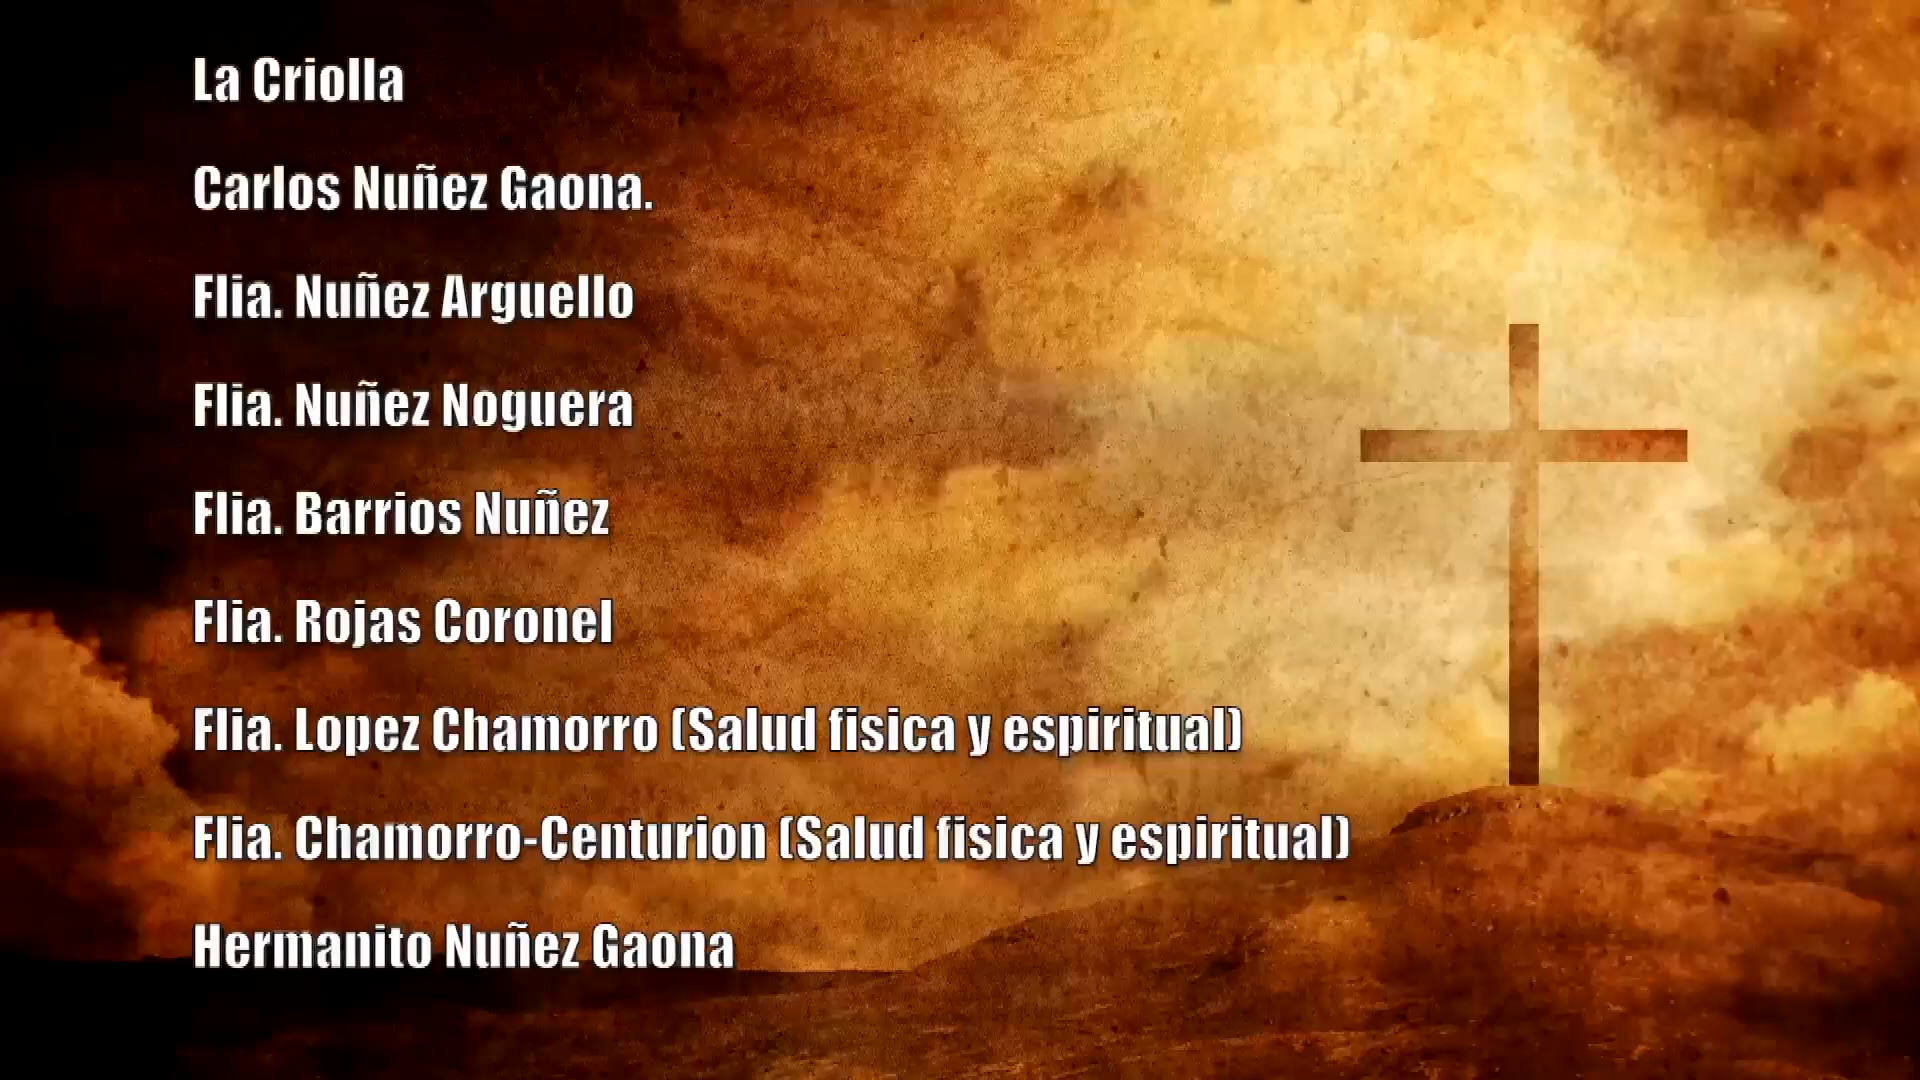 La Criolla
Carlos Nuñez Gaona.
Flia. Nuñez Arguello
Flia. Nuñez Noguera
Flia. Barrios Nuñez
Flia. Rojas Coronel
Flia. Lopez Chamorro (Salud fisica y espiritual)
Flia. Chamorro-Centurion (Salud fisica y espiritual)
Hermanito Nuñez Gaona